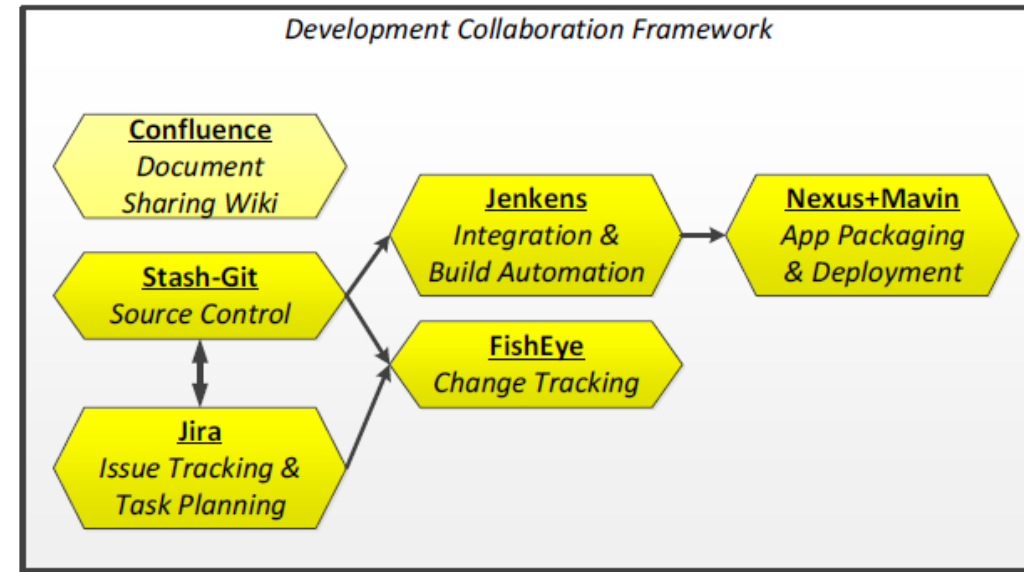 Development Collaboration Framework
Confluence
Document
Sharing Wiki
Stash-Git
Source Control
Jira
Issue Tracking &
Task Planning
Jenkens
Integration &
Build Automation
FishEye
Change Tracking
Nexus+Mavin
App Packaging
& Deployment